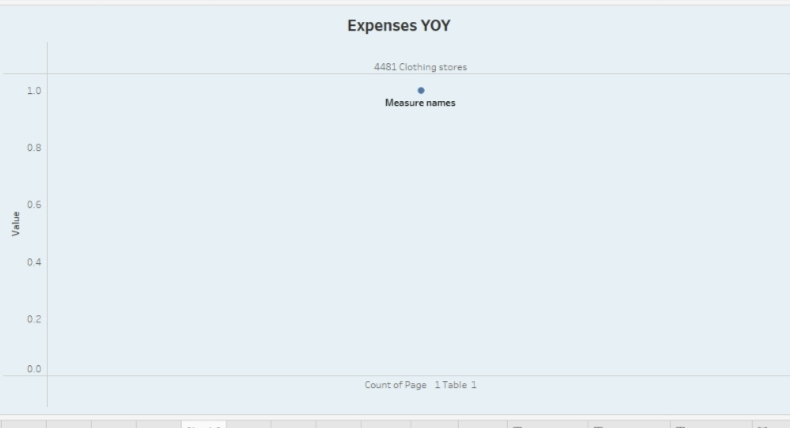 Expenses YOY
4481 Clothing stores
1.0
Measure names
0.8
0.6
Value
0.4
0.2
0.0
Count of Page 1 Table 1